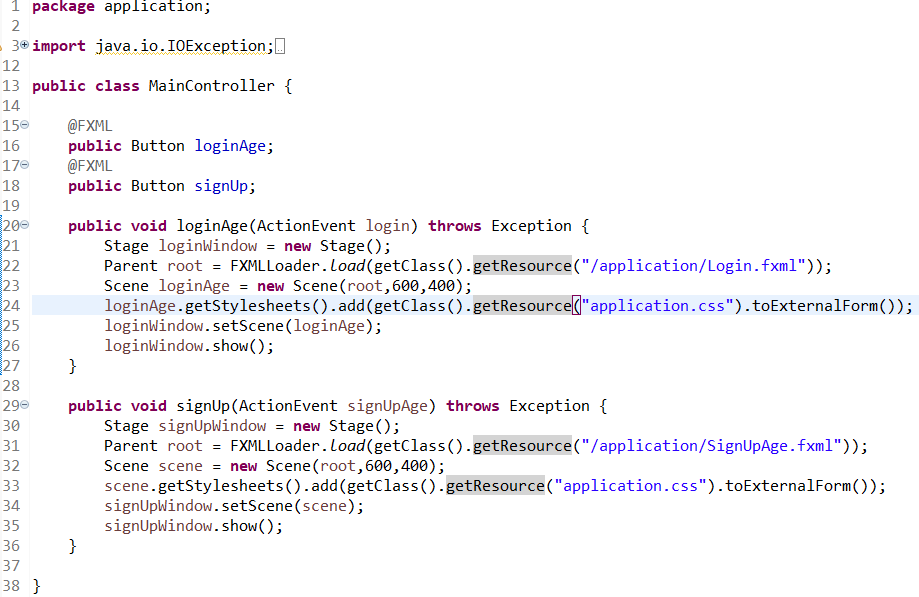 1 package application;
2
3 import java.io.IOException;
12
13 public class MainController {
14
15     @FXML
16     public Button loginAge;
17     @FXML
18     public Button signUp;
19
20     public void loginAge(ActionEvent login) throws Exception {
21         Stage loginWindow = new Stage();
22         Parent root = FXMLLoader.load(getClass().getResource("/application/Login.fxml"));
23         Scene loginAge = new Scene(root,600,400);
24         loginAge.getStylesheets().add(getClass().getResource("application.css").toExternalForm());
25         loginWindow.setScene(loginAge);
26         loginWindow.show();
27     }
28
29     public void signUp(ActionEvent signUpAge) throws Exception {
30         Stage signUpWindow = new Stage();
31         Parent root = FXMLLoader.load(getClass().getResource("/application/SignUpAge.fxml"));
32         Scene scene = new Scene(root,600,400);
33         scene.getStylesheets().add(getClass().getResource("application.css").toExternalForm());
34         signUpWindow.setScene(scene);
35         signUpWindow.show();
36     }
37
38 }